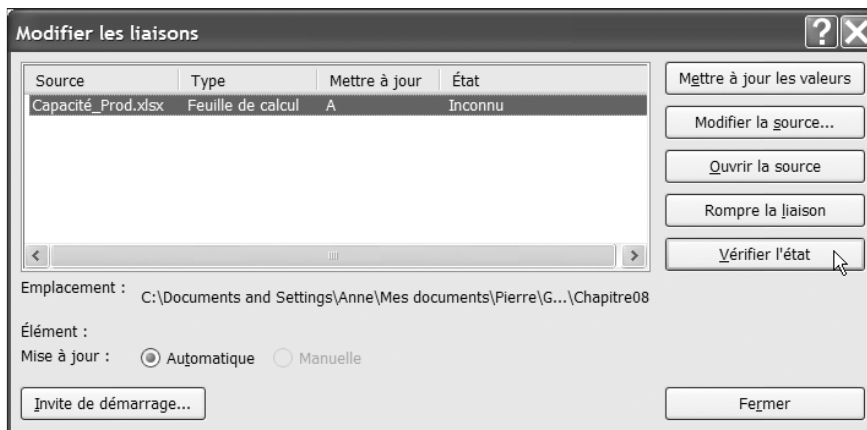 Modifier les liaisons
Source Type Mettre à jour État
Capacité_Prod.xlsx Feuille de calcul A Inconnu
Mettre à jour les valeurs
Modifier la source...
Ouvrir la source
Rompre la liaison
Vérifier l'état
Emplacement : C:\Documents and Settings\Anne\Mes documents\Pierre\G...\Chapitre08
Élément :
Mise à jour : Automatique Manuelle
Invite de démarrage... Fermer